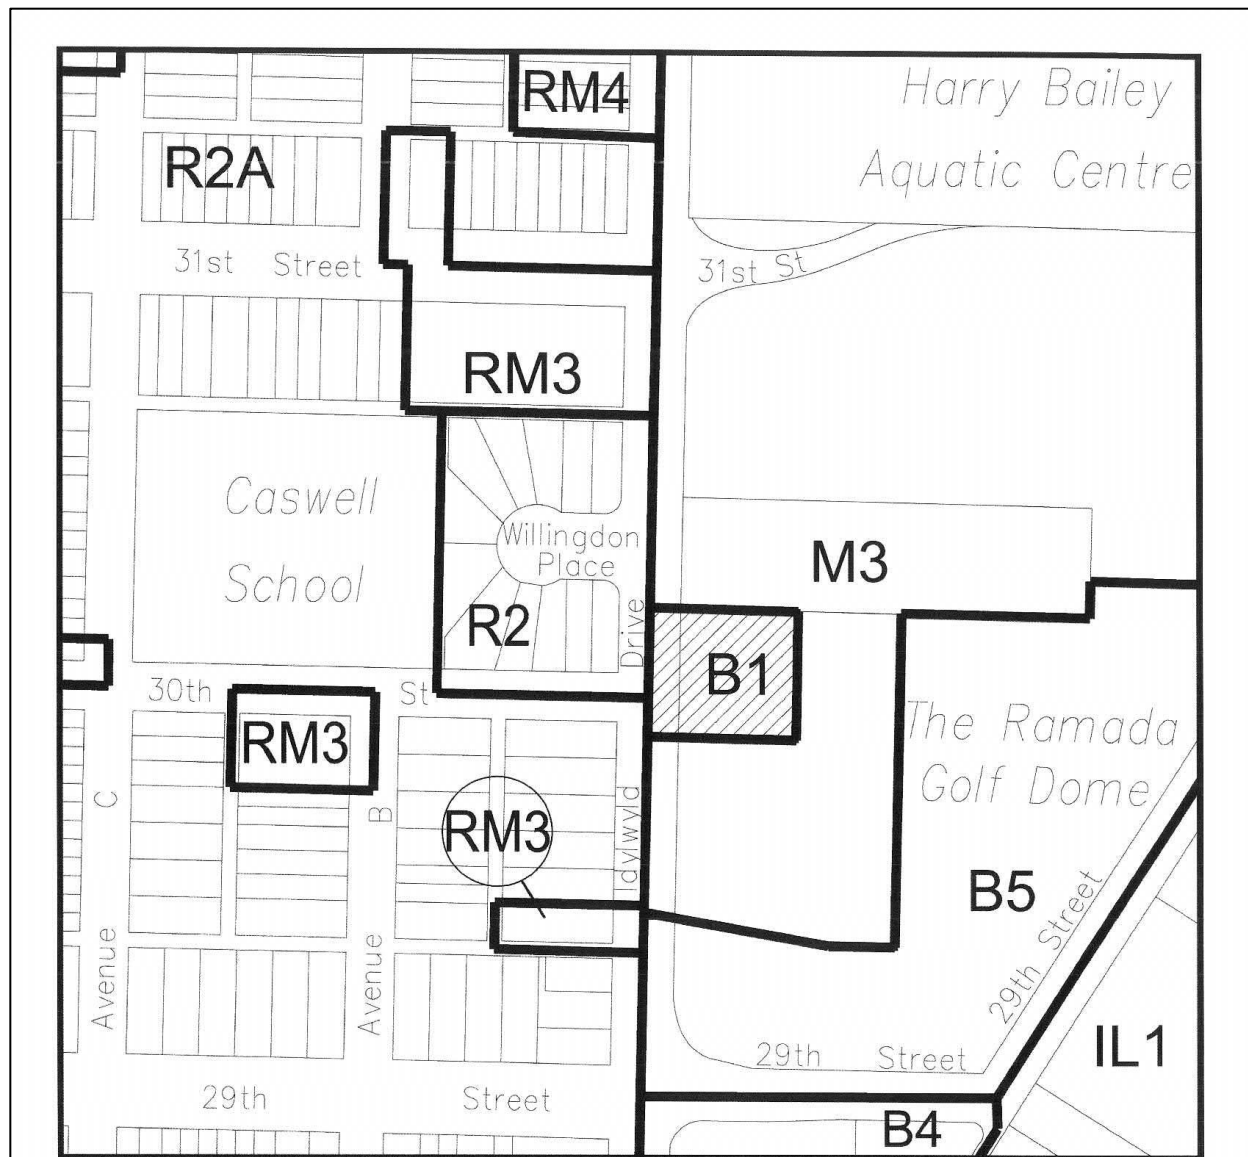 RM4
Harry Bailey
Aquatic Centre
R2A
31st Street
31st St
RM3
Caswell
School
Willingdon
Place
M3
R2
Drive
B1
30th St
RM3
The Ramada
Golf Dome
C
B
Idylwyld
RM3
B5
Avenue
Avenue
29th Street
29th Street
IL1
29th Street
B4